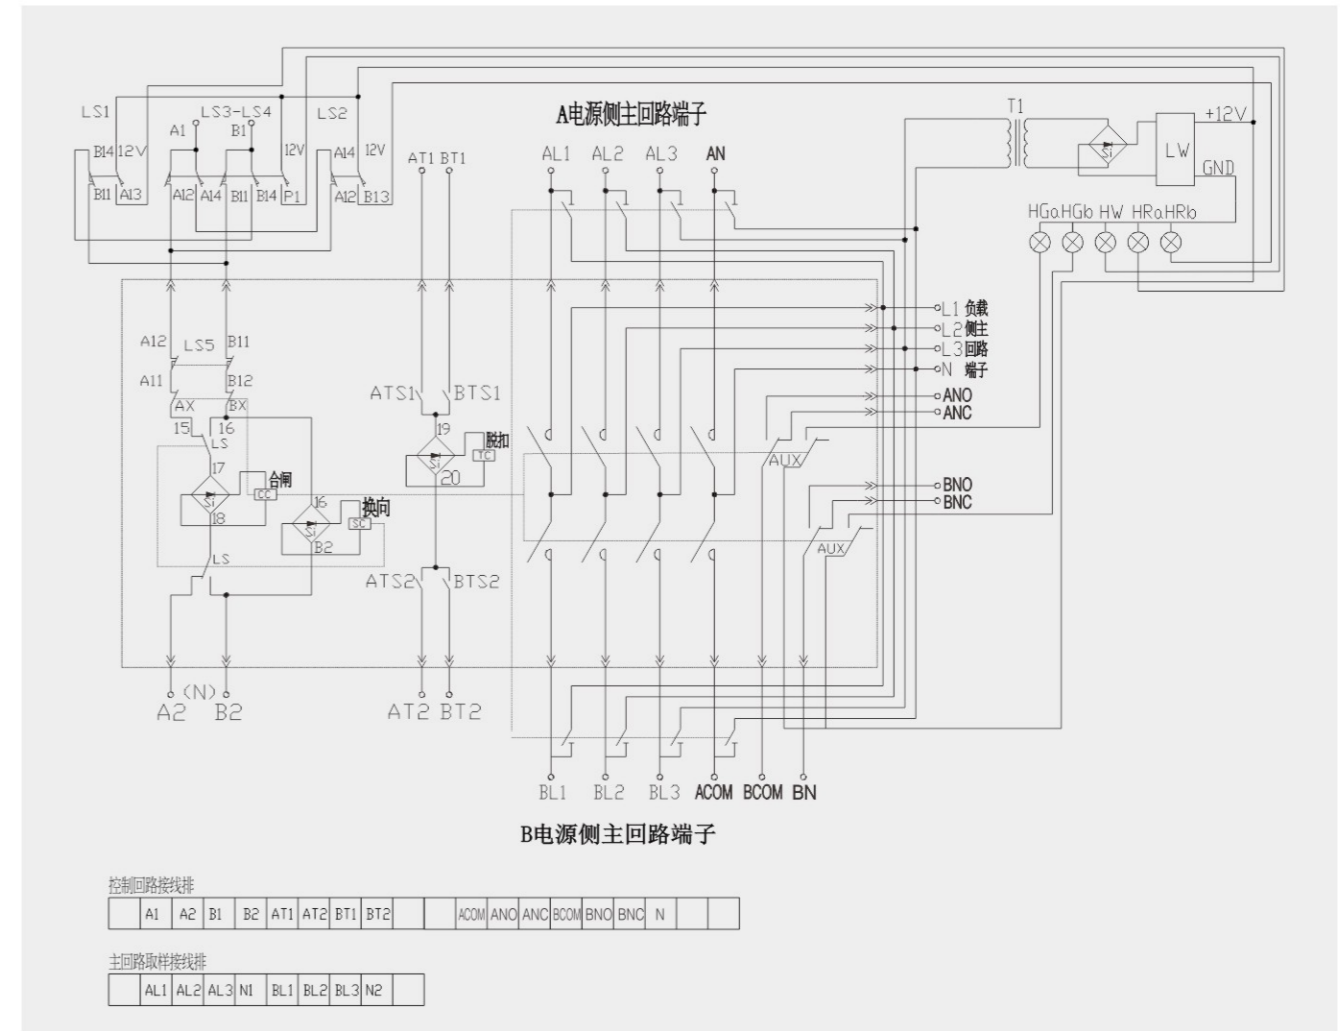 LS1
LS3-LS4
LS2
A1
B1
B14 12V
12V
A14 12V
B11 A13
A12 A14 B11 B14 P1
A12 B13
AT1 BT1
A电源侧主回路端子
AL1 AL2 AL3 AN
T1
Si
LW
+12V
GND
HGa HGb HW HRa HRb
L1 负载
L2 侧主
L3 回路
N 端子
ANO
ANC
AUX
BNO
BNC
AUX
A12 LS5 B11
A11 B12
AX BX
15 16
LS
17
Si
18
CC
合闸
16
Si
B2
SC
换向
LS
ATS1 BTS1
19
Si
20
TC
脱扣
ATS2 BTS2
A2 (N) B2
AT2 BT2
BL1 BL2 BL3 ACOM BCOM BN
B电源侧主回路端子
控制回路接线排
A1 A2 B1 B2 AT1 AT2 BT1 BT2 ACOM ANO ANC BCOM BNO BNC N
主回路取样接线排
AL1 AL2 AL3 N1 BL1 BL2 BL3 N2